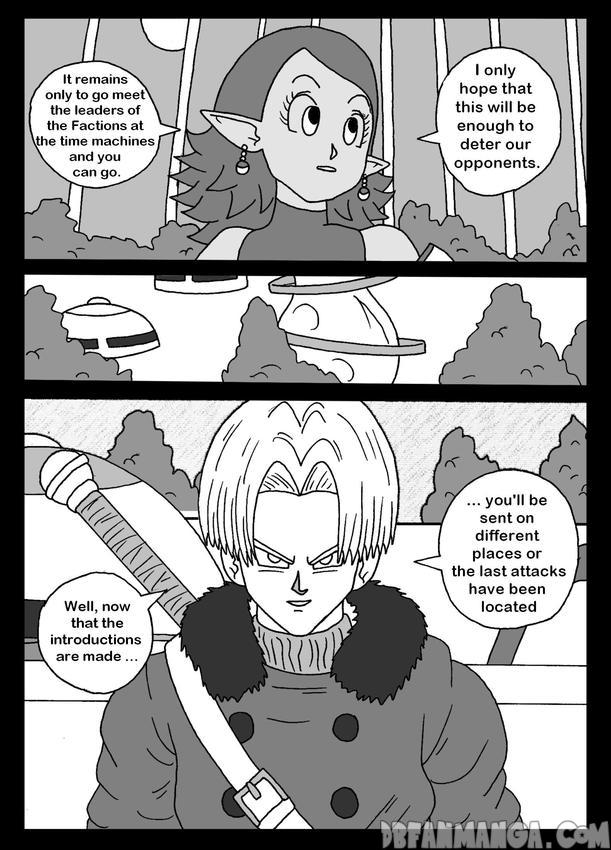 It remains
only to go meet
the leaders of
the Factions at
the time machines
and you
can go.
I only
hope that
this will be
enough to
deter our
opponents.
Well, now
that the
introductions
are made ...
... you'll be
sent on
different
places or
the last attacks
have been
located
DBFANMANGA.COM